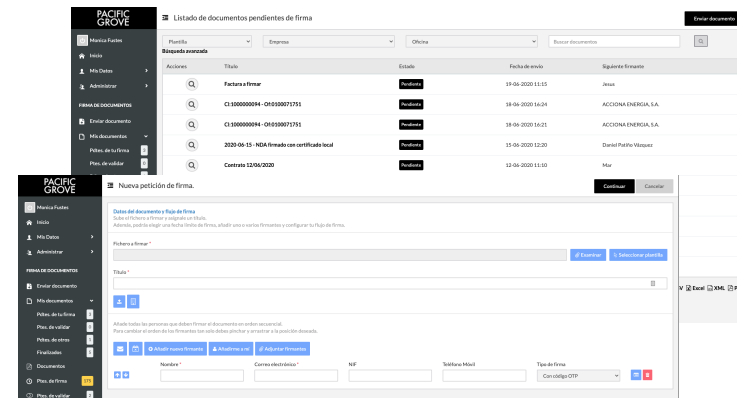 PACIFIC
GROVE
Listado de documentos pendientes de firma
Enviar documento
Monica Fustes
Plantilla
Empresa
Oficina
Buscar documentos
Búsqueda avanzada
Inicio
Mis Datos
Administrar
FIRMA DE DOCUMENTOS
Enviar documento
Mis documentos
Pdtes. de tu firma
Ptes. de validar
Acciones Título Estado Fecha de envío Siguiente firmante
Factura a firmar Pendiente 19-06-2020 11:15 Jesus
CI:1000000094 - Of:0100071751 Pendiente 18-06-2020 16:24 ACCIONA ENERGIA, S.A.
CI:1000000094 - Of:0100071751 Pendiente 18-06-2020 16:21 ACCIONA ENERGIA, S.A.
2020-06-15 - NDA firmado con certificado local Pendiente 15-06-2020 12:20 Daniel Patiño Vázquez
Contrato 12/06/2020 Pendiente 12-06-2020 11:10 Mar
V Excel XML P
PACIFIC
GROVE
Nueva petición de firma.
Continuar
Cancelar
Monica Fustes
Inicio
Mis Datos
Administrar
FIRMA DE DOCUMENTOS
Enviar documento
Mis documentos
Pdtes. de tu firma
Ptes. de validar
Pdtes. de otros
Finalizados
Documentos
Ptes. de firma
Ptes. de validar
Datos del documento y flujo de firma
Sube el fichero a firmar y asígnale un título.
Además, podrás elegir una fecha límite de firma, añadir uno o varios firmantes y configurar tu flujo de firma.
Fichero a firmar *
Examinar
Seleccionar plantilla
Título *
Añade todas las personas que deben firmar el documento en orden secuencial
Para cambiar el orden de los firmantes tan solo debes pinchar y arrastrar a la posición deseada.
Añadir nuevo firmante
Añadirme a mi
Adjuntar firmantes
Nombre * Correo electrónico * NIF Teléfono Móvil Tipo de firma
Con código OTP